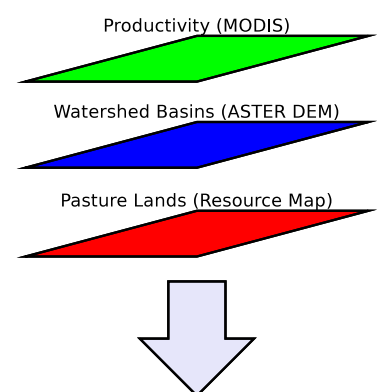 Productivity (MODIS)
Watershed Basins (ASTER DEM)
Pasture Lands (Resource Map)